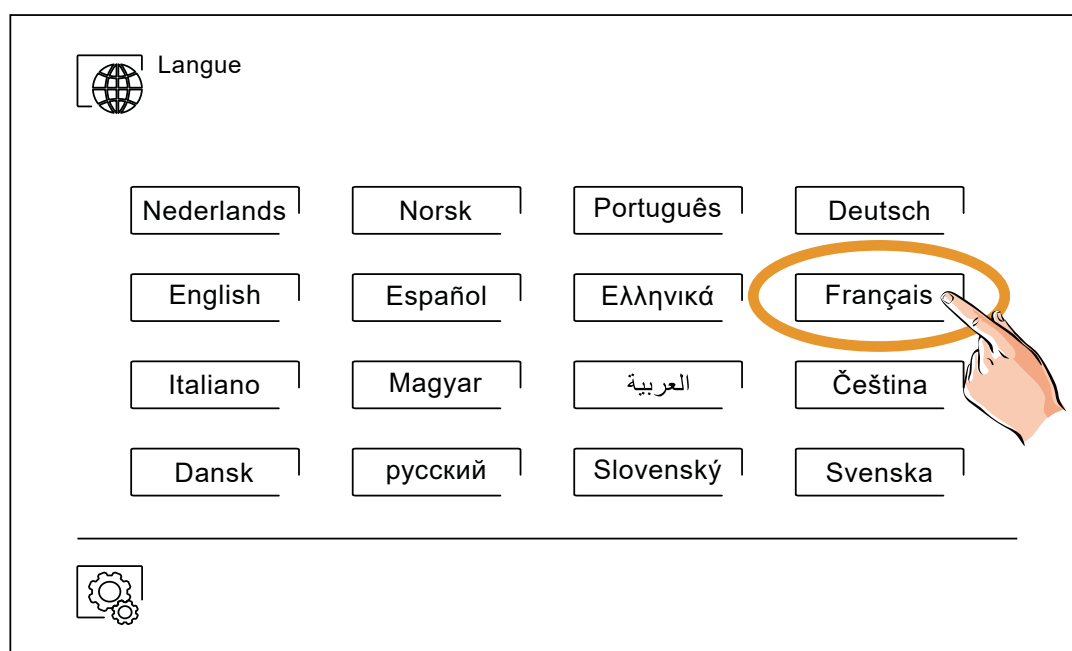 Langue
Nederlands
Norsk
Português
Deutsch
English
Español
Ελληνικά
Français
Italiano
Magyar
العربية
Čeština
Dansk
русский
Slovenský
Svenska